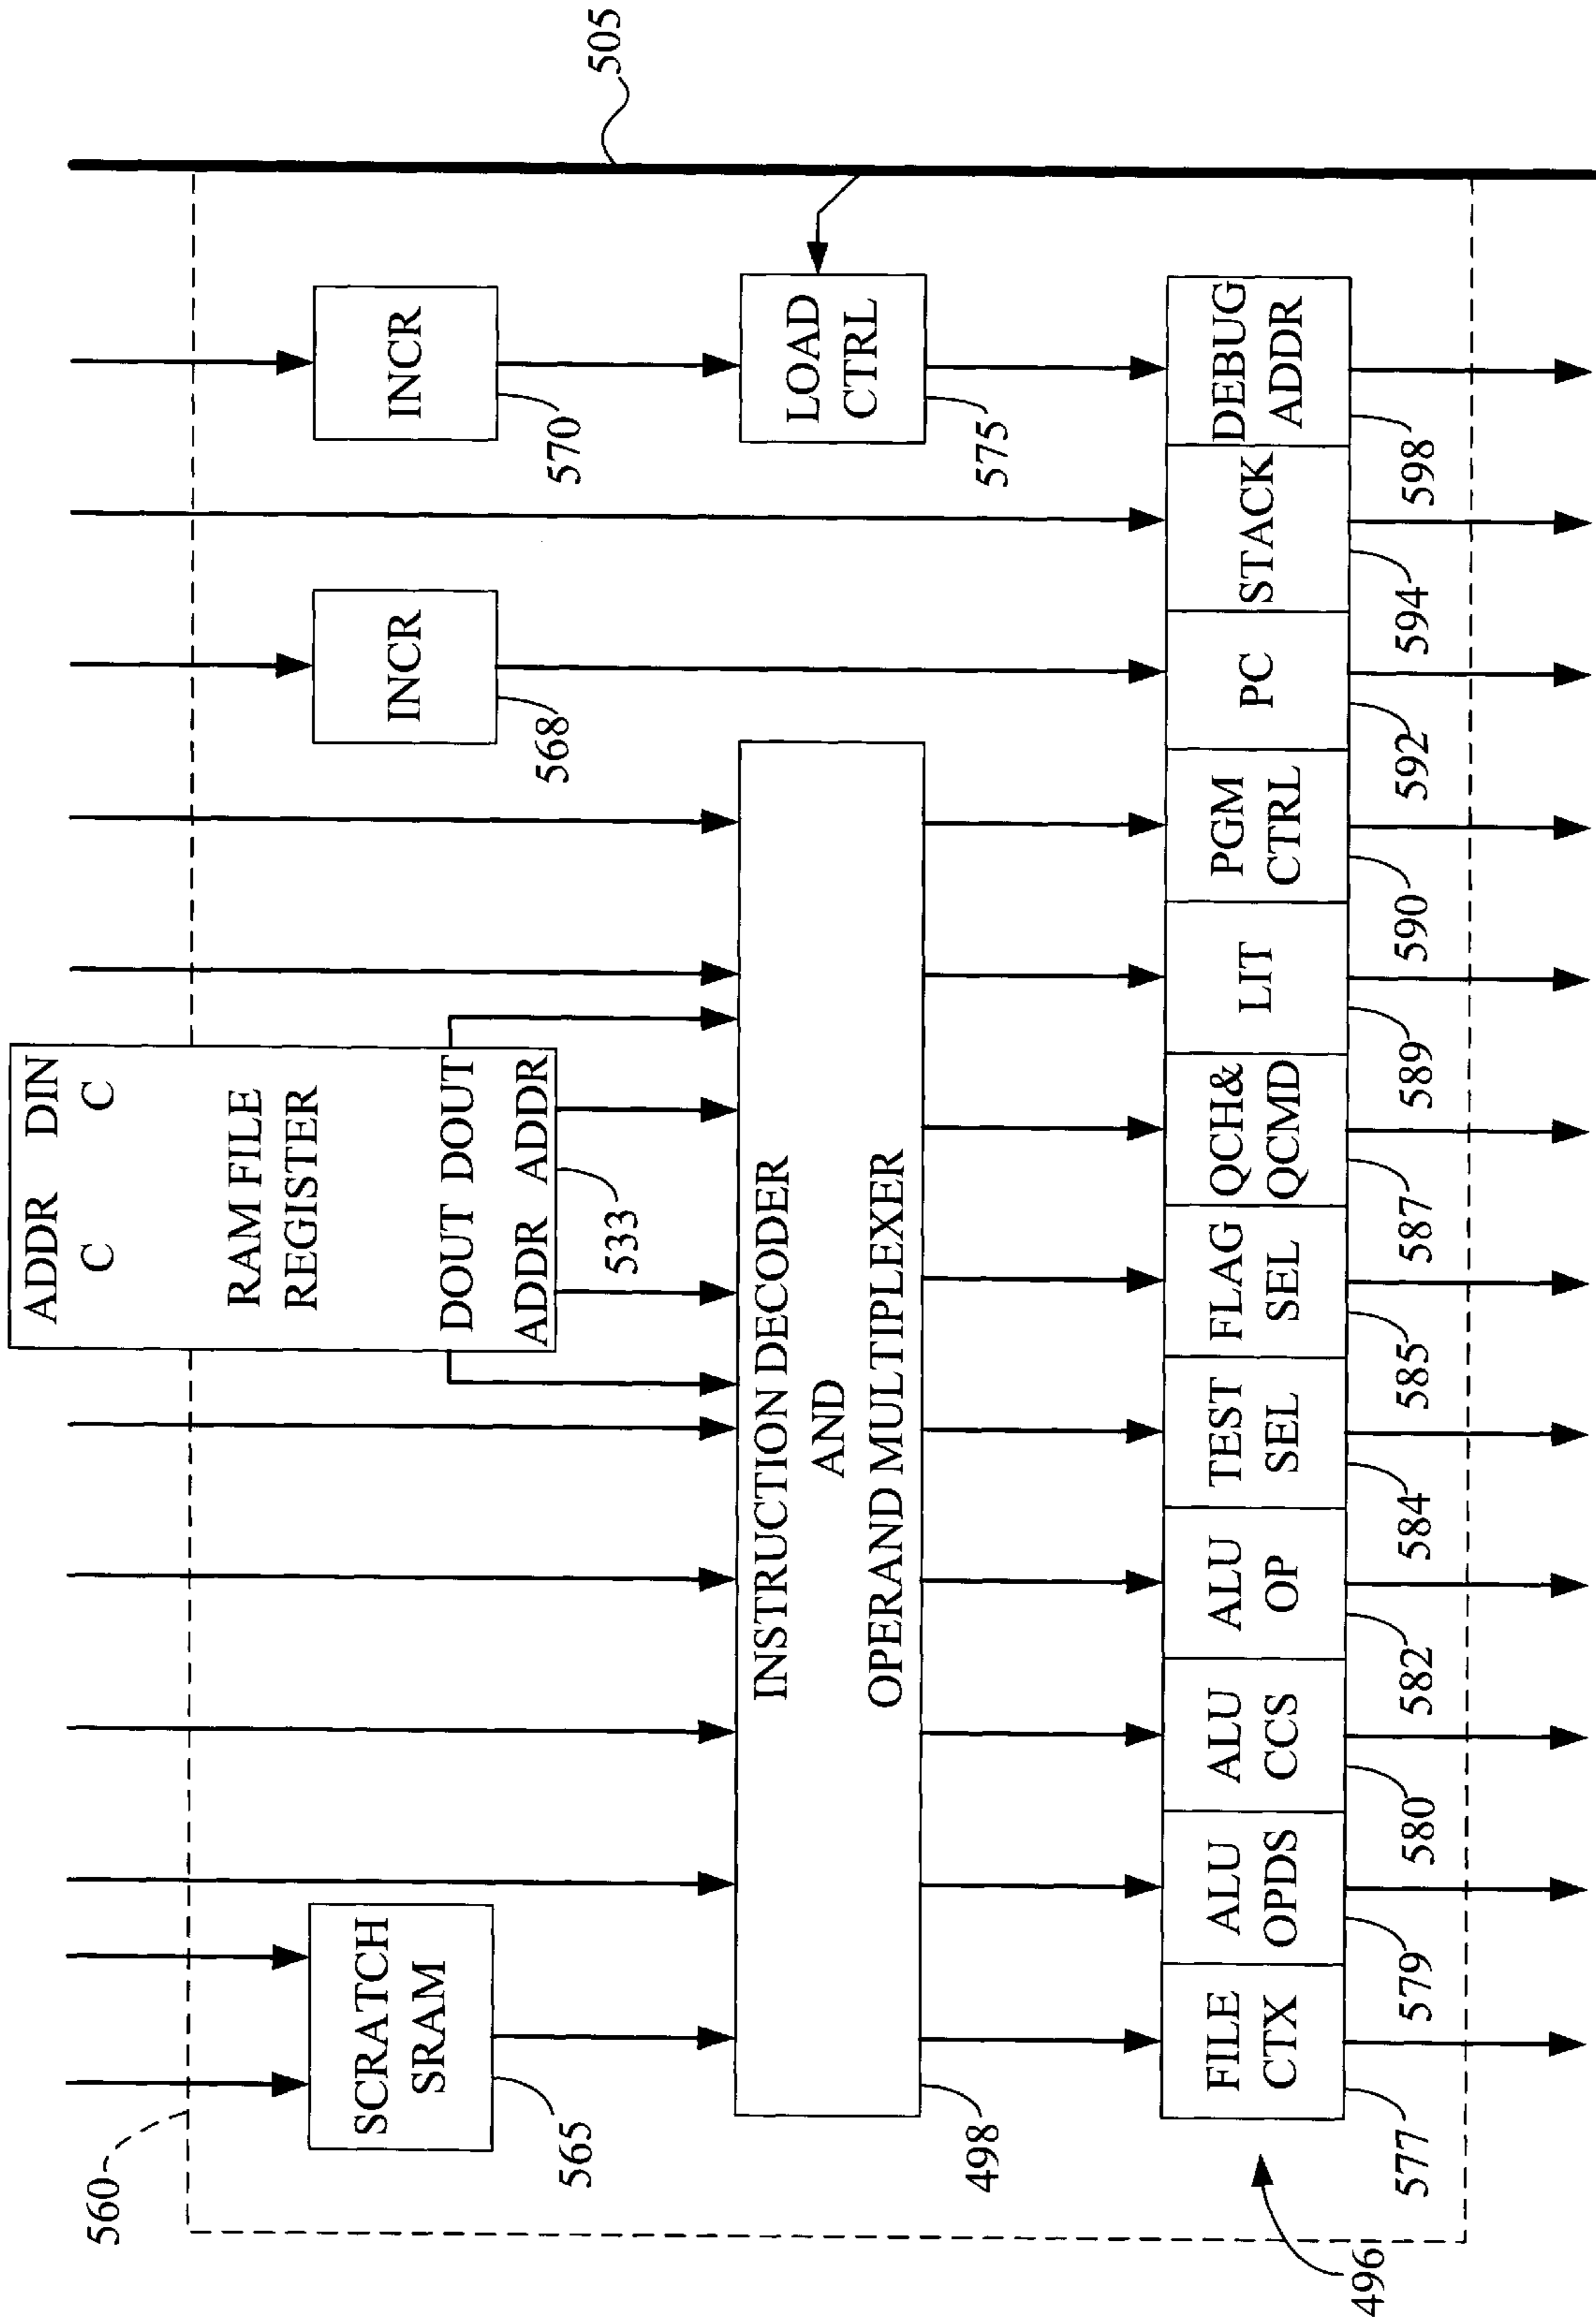 505
560
ADDR DIN
C C
RAM FILE
REGISTER
DOUT DOUT
ADDR ADDR
533
SCRATCH
SRAM
565
INCR
568
INCR
570
INSTRUCTION DECODER
AND
OPERAND MULTIPLEXER
498
LOAD
CTRL
575
496
FILE
CTX
577
ALU
OPDS
579
ALU
CCS
580
ALU
OP
582
TEST
SEL
584
FLAG
SEL
585
QCH&
QCMD
587
LIT
589
PGM
CTRL
590
PC
592
STACK
594
DEBUG
ADDR
598